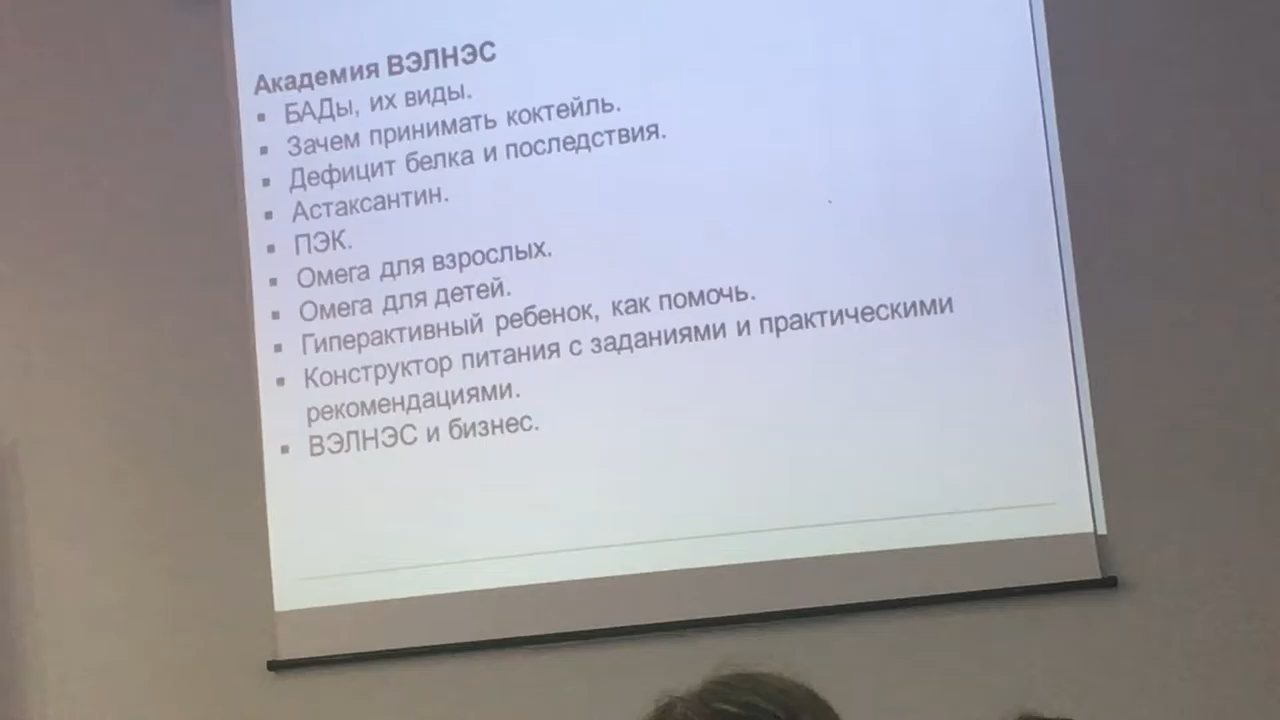 Академия ВЭЛНЭС
▪ БАДы, их виды.
▪ Зачем принимать коктейль.
▪ Дефицит белка и последствия.
▪ Астаксантин.
▪ ПЭК.
▪ Омега для взрослых.
▪ Омега для детей.
▪ Гиперактивный ребенок, как помочь.
▪ Конструктор питания с заданиями и практическими
рекомендациями.
▪ ВЭЛНЭС и бизнес.